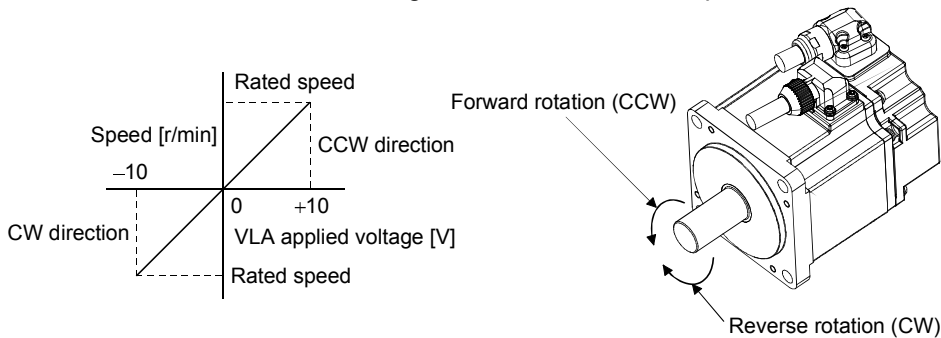 Rated speed
Forward rotation (CCW)
Speed [r/min]
CCW direction
−10
0
+10
CW direction
VLA applied voltage [V]
Rated speed
Reverse rotation (CW)